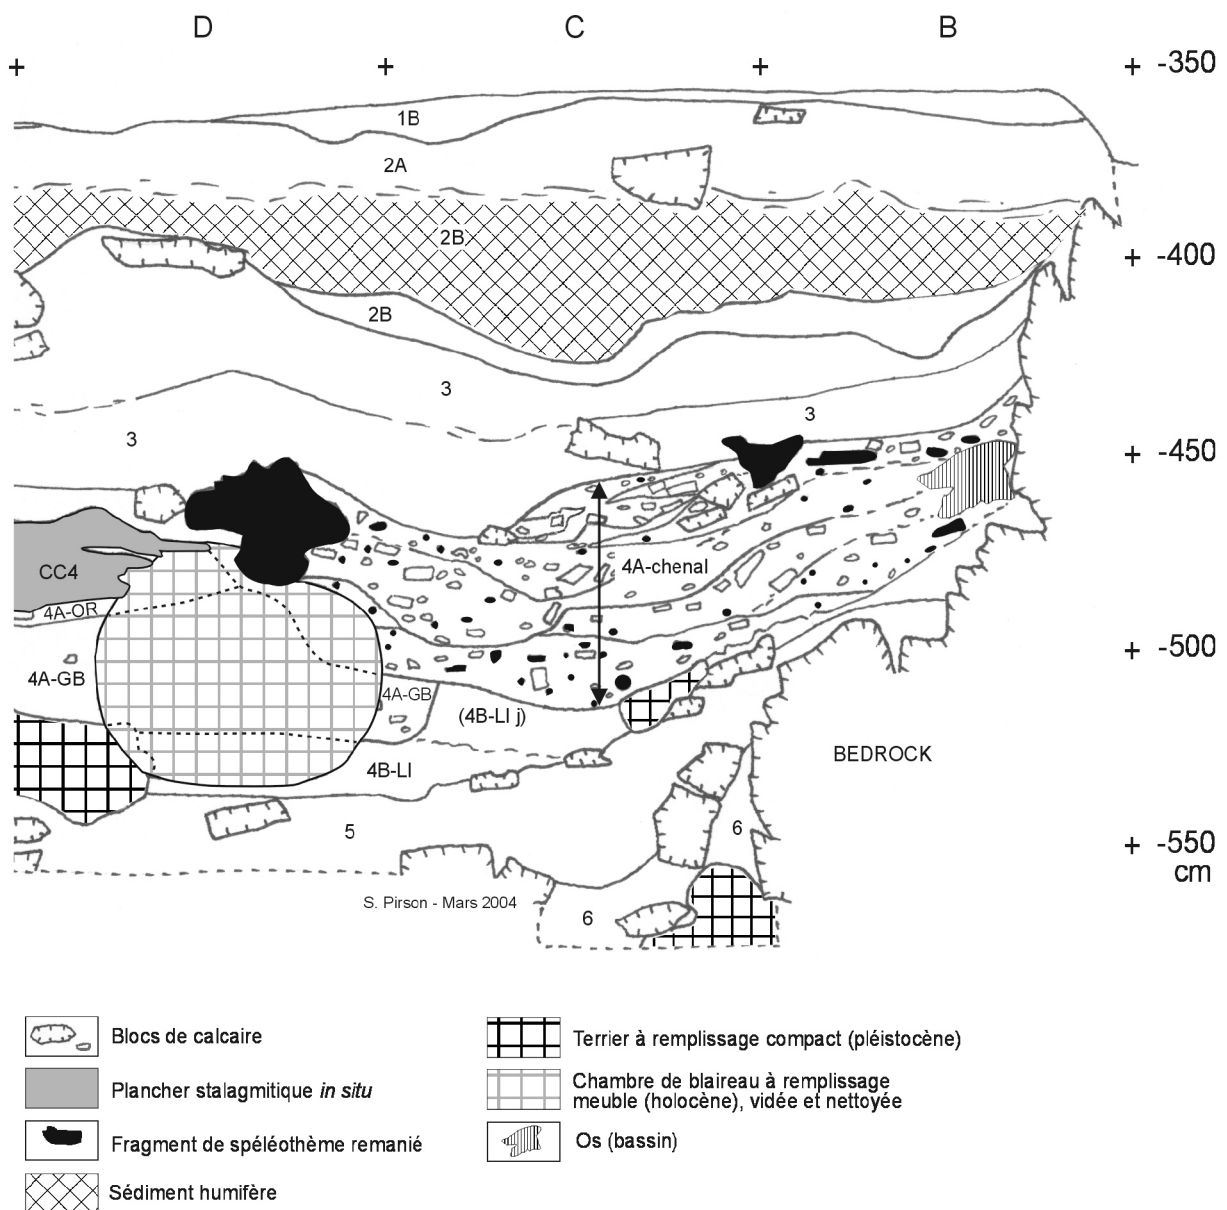 D C B
-350
1B
2A
2B
-400
2B
3
3
3
-450
4A-chenal
CC4
4A-OR
-500
4A-GB
4A-GB
(4B-LI j)
BEDROCK
4B-LI
5
6
-550
cm
S. Pirson - Mars 2004
6
Blocs de calcaire
Plancher stalagmitique in situ
Fragment de spéléothème remanié
Sédiment humifère
Terrier à remplissage compact (pléistocène)
Chambre de blaireau à remplissage
meuble (holocène), vidée et nettoyée
Os (bassin)